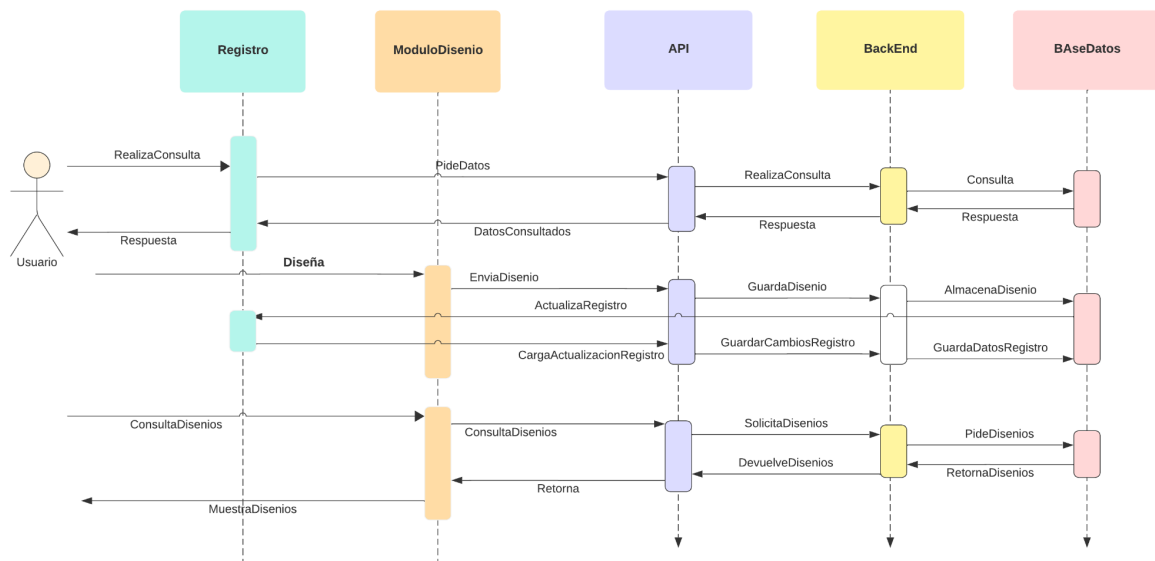 Registro
ModuloDisenio
API
BackEnd
BAseDatos
RealizaConsulta
PideDatos
RealizaConsulta
Consulta
Respuesta
Respuesta
DatosConsultados
Respuesta
Usuario
Diseña
EnviaDisenio
GuardaDisenio
AlmacenaDisenio
ActualizaRegistro
CargaActualizacionRegistro
GuardarCambiosRegistro
GuardaDatosRegistro
ConsultaDisenios
ConsultaDisenios
SolicitaDisenios
PideDisenios
DevuelveDisenios
RetornaDisenios
Retorna
MuestraDisenios